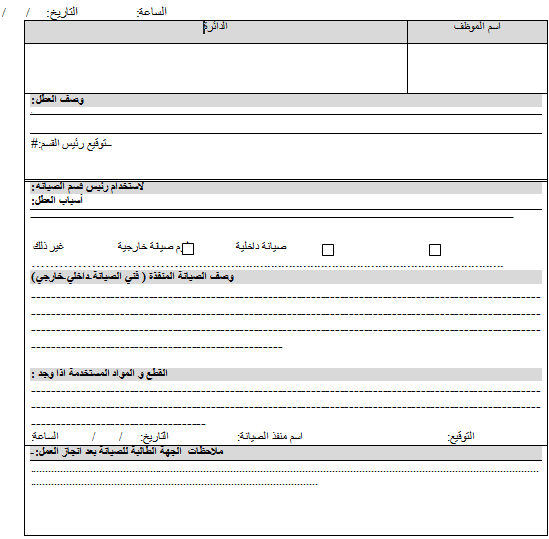 الساعة: التاريخ: / /
اسم الموظف الدائرة
وصف العطل:
توقيع رئيس القسم:#
لاستخدام رئيس قسم الصيانة:
أسباب العطل:
صيانة داخلية صيانة خارجية غير ذلك
وصف الصيانة المنفذة ( فني الصيانة-داخلي-خارجي)
القطع و المواد المستخدمة اذا وجد :
التوقيع: اسم منفذ الصيانة: التاريخ: / / الساعة:
ملاحظات الجهة الطالبة للصيانة بعد انجاز العمل:-